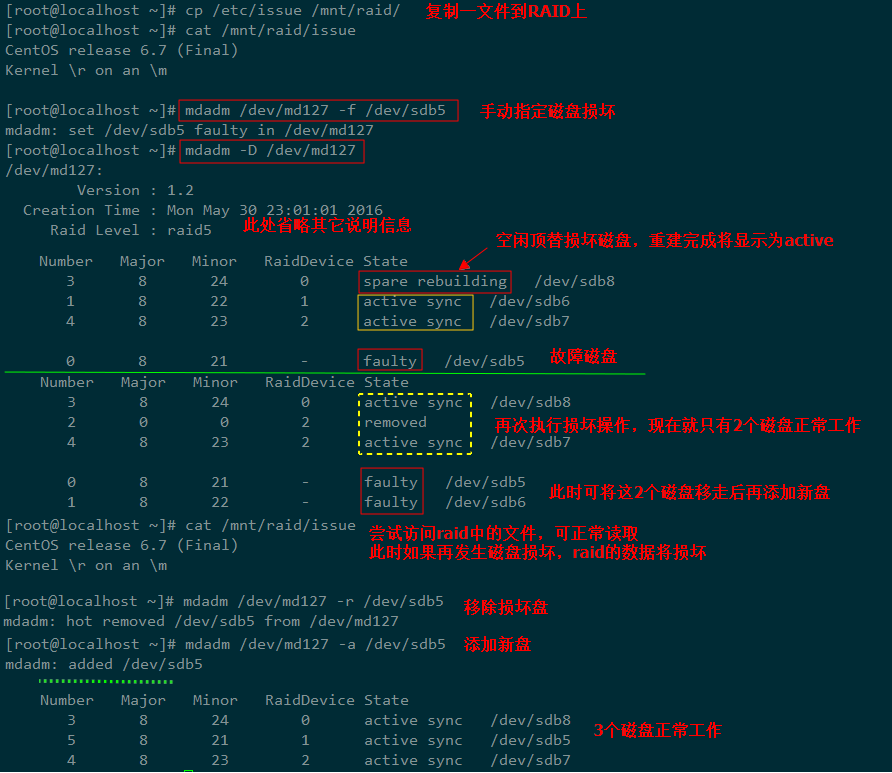 [root@localhost ~]# cp /etc/issue /mnt/raid/ 复制一文件到RAID上
[root@localhost ~]# cat /mnt/raid/issue
CentOS release 6.7 (Final)
Kernel \r on an \m
[root@localhost ~]# mdadm /dev/md127 -f /dev/sdb5 手动指定磁盘损坏
mdadm: set /dev/sdb5 faulty in /dev/md127
[root@localhost ~]# mdadm -D /dev/md127
/dev/md127:
Version : 1.2
Creation Time : Mon May 30 23:01:01 2016
Raid Level : raid5 此处省略其它说明信息
空闲顶替损坏磁盘，重建完成将显示为active
Number Major Minor RaidDevice State
3 8 24 0 spare rebuilding /dev/sdb8
1 8 22 1 active sync /dev/sdb6
4 8 23 2 active sync /dev/sdb7
0 8 21 - faulty /dev/sdb5 故障磁盘
Number Major Minor RaidDevice State
3 8 24 0 active sync /dev/sdb8
2 0 0 2 removed 再次执行损坏操作，现在就只有2个磁盘正常工作
4 8 23 2 active sync /dev/sdb7
0 8 21 - faulty /dev/sdb5
1 8 22 - faulty /dev/sdb6 此时可将这2个磁盘移走后再添加新盘
[root@localhost ~]# cat /mnt/raid/issue 尝试访问raid中的文件，可正常读取
CentOS release 6.7 (Final) 此时如果再发生磁盘损坏，raid的数据将损坏
Kernel \r on an \m
[root@localhost ~]# mdadm /dev/md127 -r /dev/sdb5 移除损坏盘
mdadm: hot removed /dev/sdb5 from /dev/md127
[root@localhost ~]# mdadm /dev/md127 -a /dev/sdb5 添加新盘
mdadm: added /dev/sdb5
Number Major Minor RaidDevice State
3 8 24 0 active sync /dev/sdb8
5 8 21 1 active sync /dev/sdb5 3个磁盘正常工作
4 8 23 2 active sync /dev/sdb7